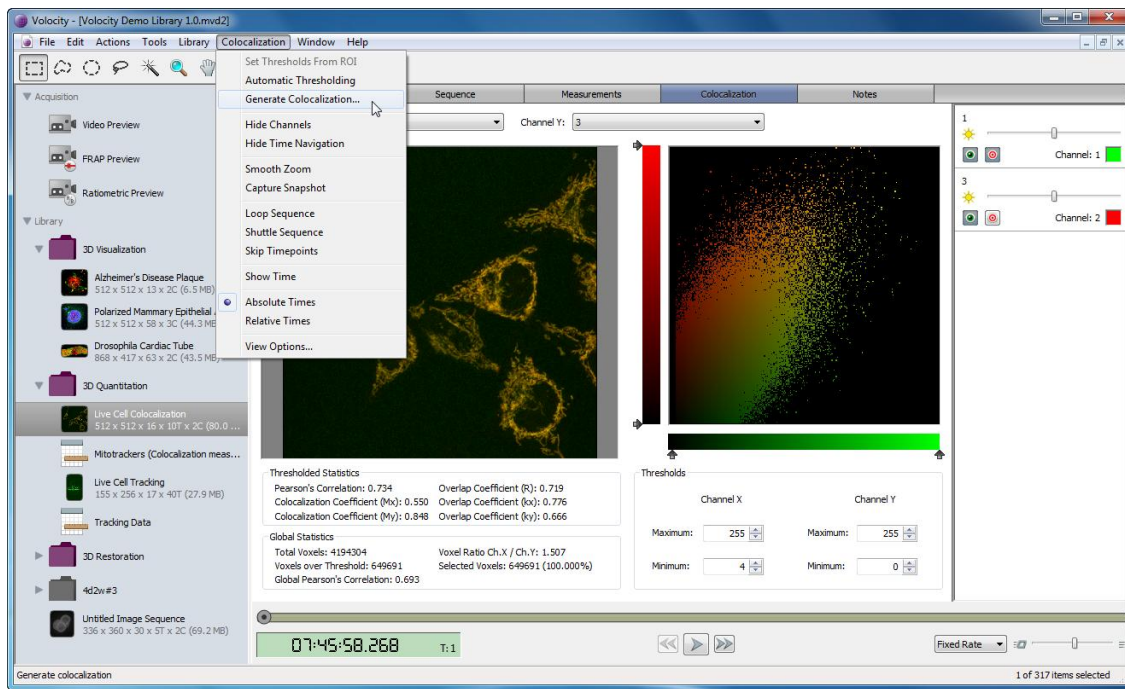 Volocity - [Volocity Demo Library 1.0.mvd2]
File Edit Actions Tools Library Colocalization Window Help
Set Thresholds From ROI
Automatic Thresholding
Generate Colocalization...
Hide Channels
Hide Time Navigation
Smooth Zoom
Capture Snapshot
Loop Sequence
Shuttle Sequence
Skip Timepoints
Show Time
Absolute Times
Relative Times
View Options...
Acquisition
Video Preview
FRAP Preview
Ratiometric Preview
Library
3D Visualization
Alzheimer's Disease Plaque
512 x 512 x 13 x 2C (6.5 MB)
Polarized Mammary Epithelial
512 x 512 x 58 x 3C (44.3 MB
Drosophila Cardiac Tube
868 x 417 x 63 x 2C (43.5 MB)
3D Quantitation
Live Cell Colocalization
512 x 512 x 16 x 10T x 2C (80.0 ...
Mitotrackers (Colocalization meas...
Live Cell Tracking
155 x 256 x 17 x 40T (27.9 MB)
Tracking Data
3D Restoration
4d2w#3
Untitled Image Sequence
336 x 360 x 30 x 5T x 2C (69.2 MB)
Sequence Measurements Colocalization Notes
Channel Y: 3
1
Channel: 1
3
Channel: 2
Thresholded Statistics
Pearson's Correlation: 0.734 Overlap Coefficient (R): 0.719
Colocalization Coefficient (Mx): 0.550 Overlap Coefficient (kx): 0.776
Colocalization Coefficient (My): 0.848 Overlap Coefficient (ky): 0.666
Global Statistics
Total Voxels: 4194304 Voxel Ratio Ch.X / Ch.Y: 1.507
Voxels over Threshold: 649691 Selected Voxels: 649691 (100.000%)
Global Pearson's Correlation: 0.693
Thresholds
Channel X Channel Y
Maximum: 255 Maximum: 255
Minimum: 4 Minimum: 0
07:45:58.268 T:1
Fixed Rate
Generate colocalization
1 of 317 items selected